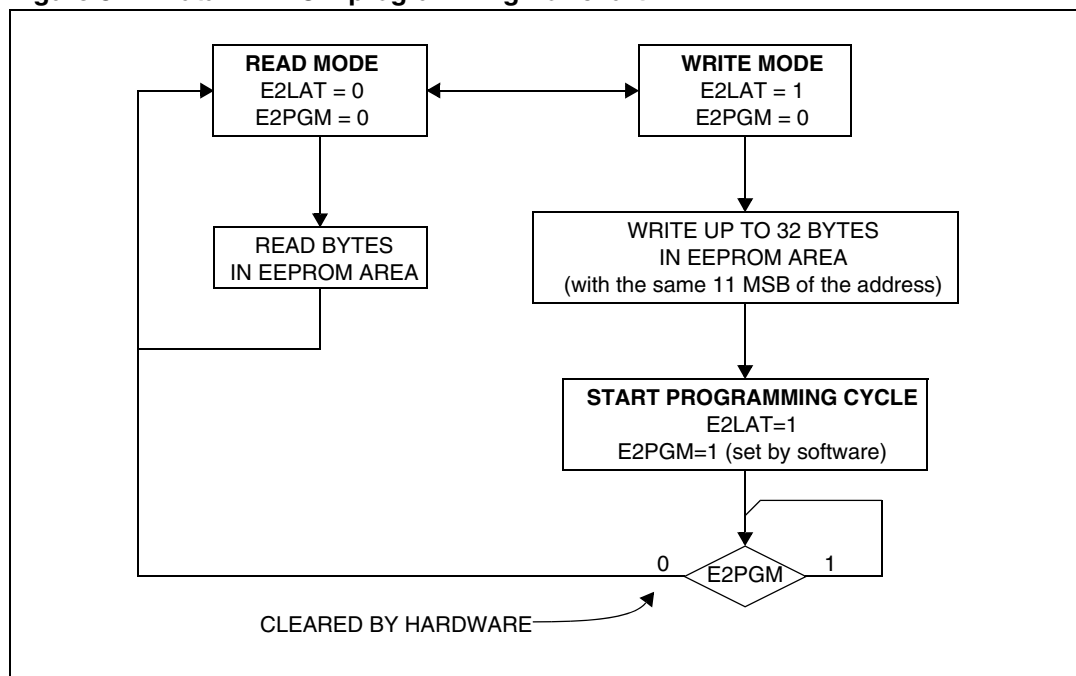 READ MODE
E2LAT = 0
E2PGM = 0
WRITE MODE
E2LAT = 1
E2PGM = 0
READ BYTES
IN EEPROM AREA
WRITE UP TO 32 BYTES
IN EEPROM AREA
(with the same 11 MSB of the address)
START PROGRAMMING CYCLE
E2LAT=1
E2PGM=1 (set by software)
0
E2PGM
1
CLEARED BY HARDWARE